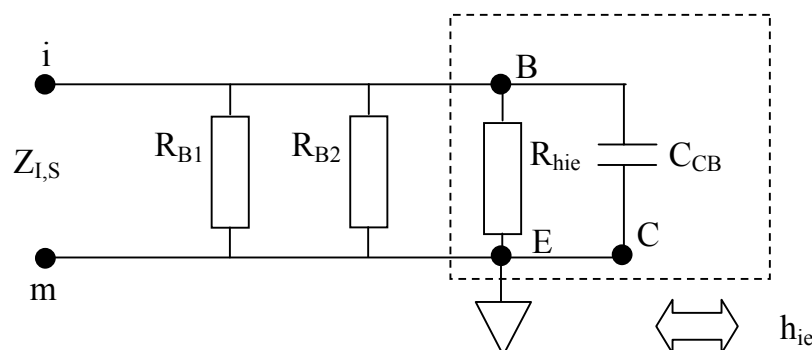 i
B
R_B1
R_B2
R_hie
C_CB
Z_I,S
E
C
m
h_ie